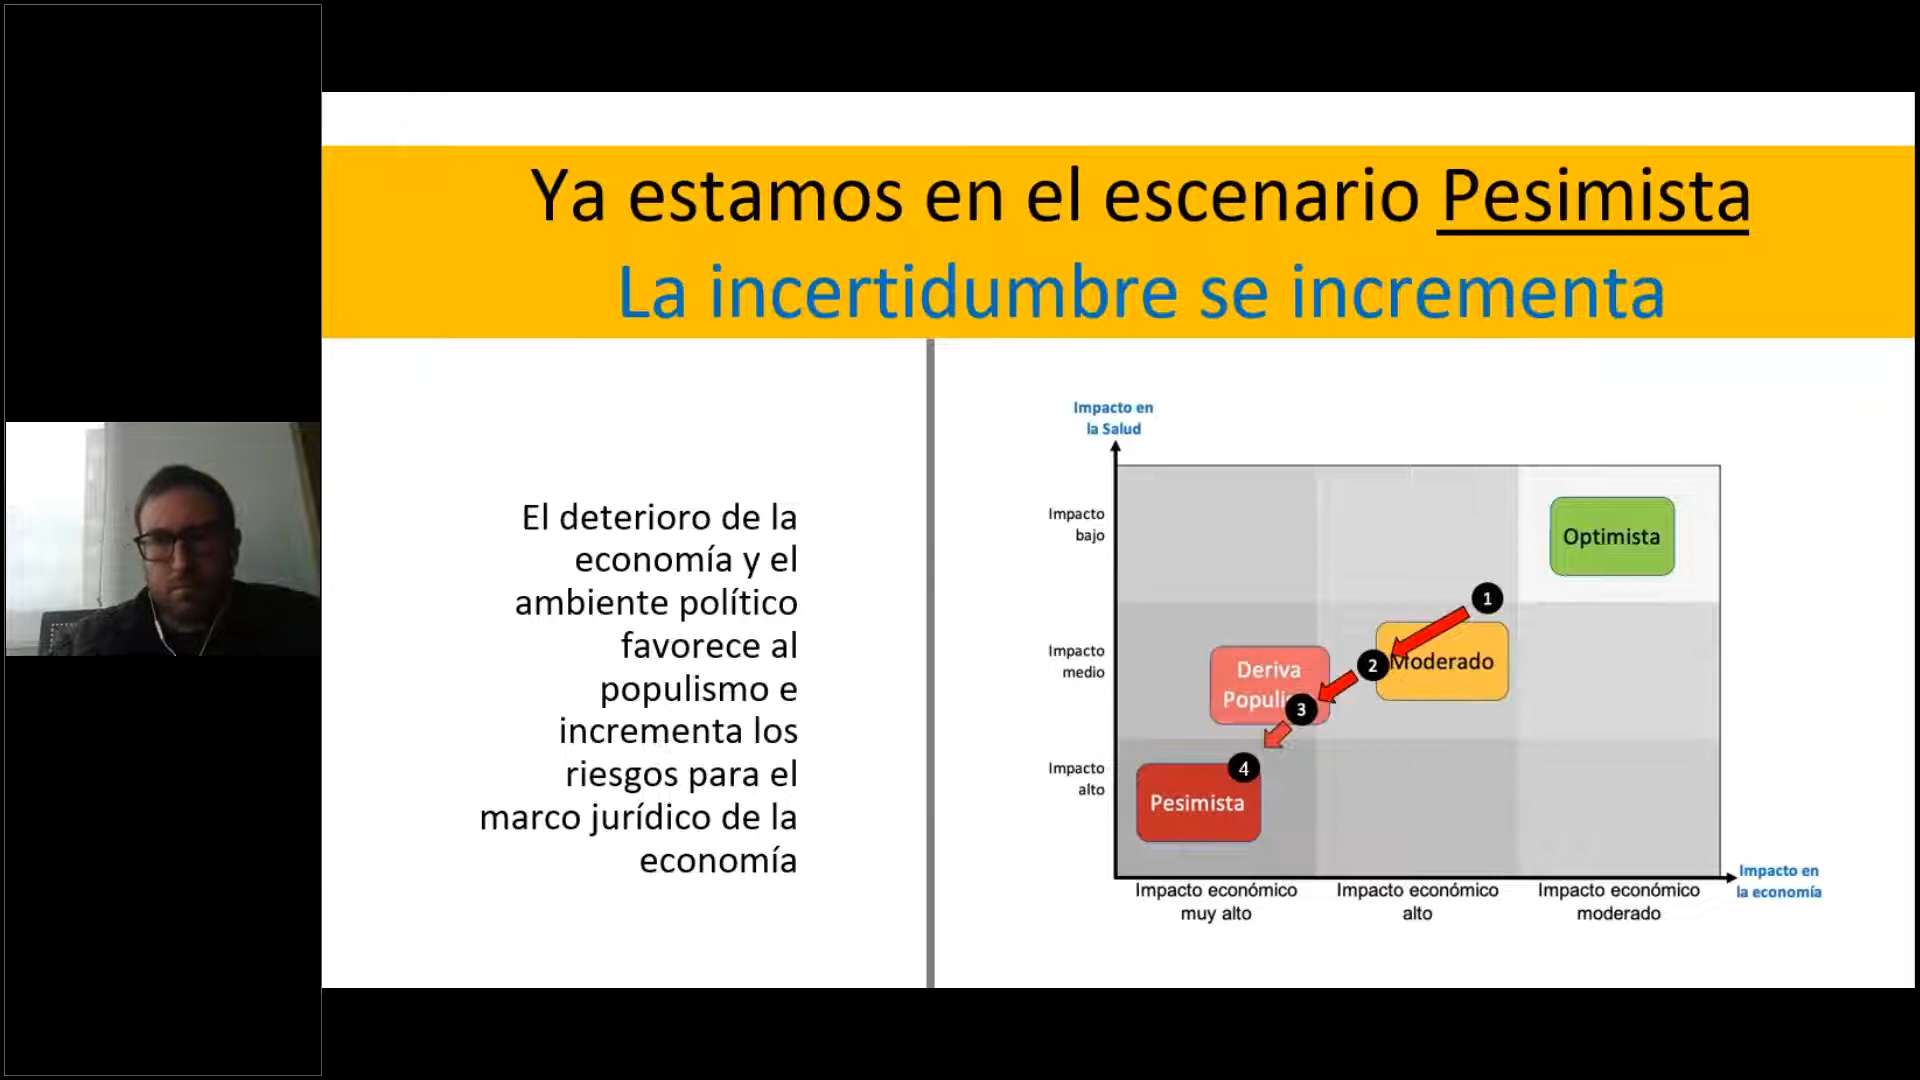 Ya estamos en el escenario Pesimista
La incertidumbre se incrementa
El deterioro de la
economía y el
ambiente político
favorece al
populismo e
incrementa los
riesgos para el
marco jurídico de la
economía
Impacto en
la Salud
Impacto
bajo
Optimista
1
Impacto
medio
Deriva
2
Moderado
3
Impacto
alto
4
Pesimista
Impacto en
la economía
Impacto económico
muy alto
Impacto económico
alto
Impacto económico
moderado